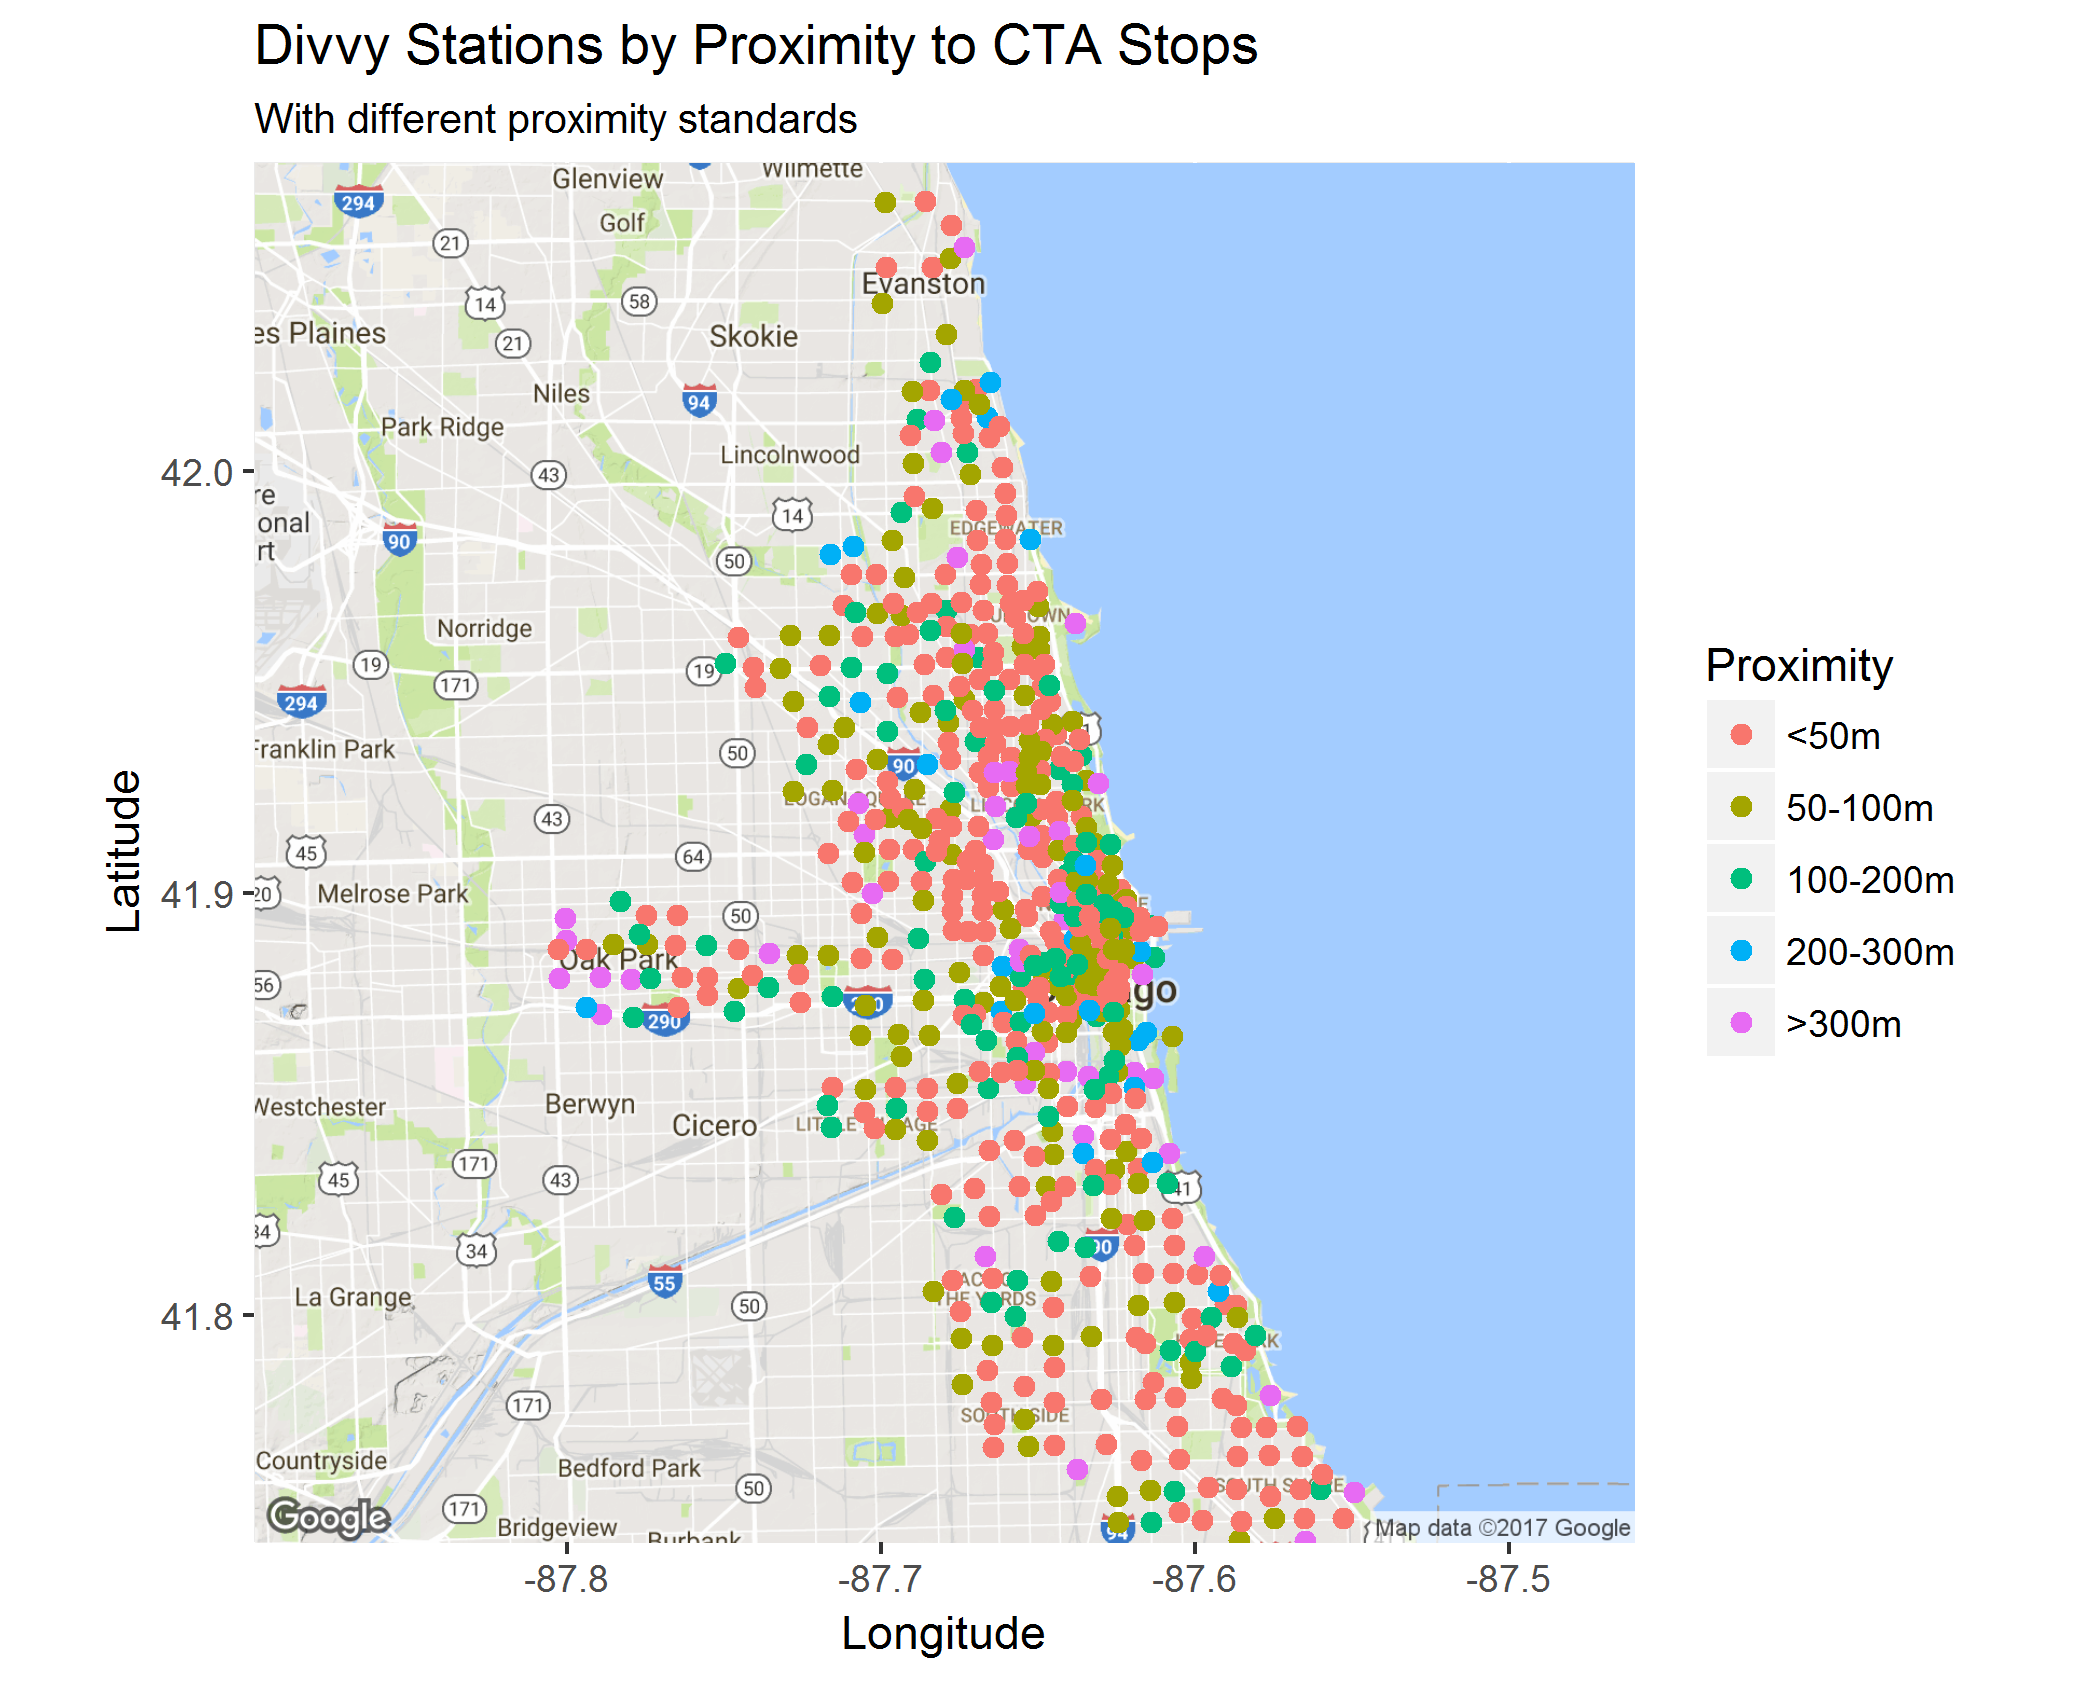 Divvy Stations by Proximity to CTA Stops
With different proximity standards
Wilmette
Glenview
294
Golf
21
Evanston
14
58
es Plaines
Skokie
21
Niles
94
Park Ridge
Lincolnwood
42.0
43
re
onal
rt
14
90
EDGEWATER
50
Norridge
19
19
171
294
Franklin Park
50
90
43
45
64
20
Melrose Park
41.9
50
Oak Park
56
290
Westchester
Berwyn
Cicero
171
45
43
41
34
34
90
La Grange
55
50
THE YARDS
41.8
171
SOUTH SIDE
Countryside
Bedford Park
50
SOUTH SHORE
Google
171
Bridgeview
Burbank
94
Map data ©2017 Google
-87.8
-87.7
-87.6
-87.5
Longitude
Latitude
Proximity
<50m
50-100m
100-200m
200-300m
>300m